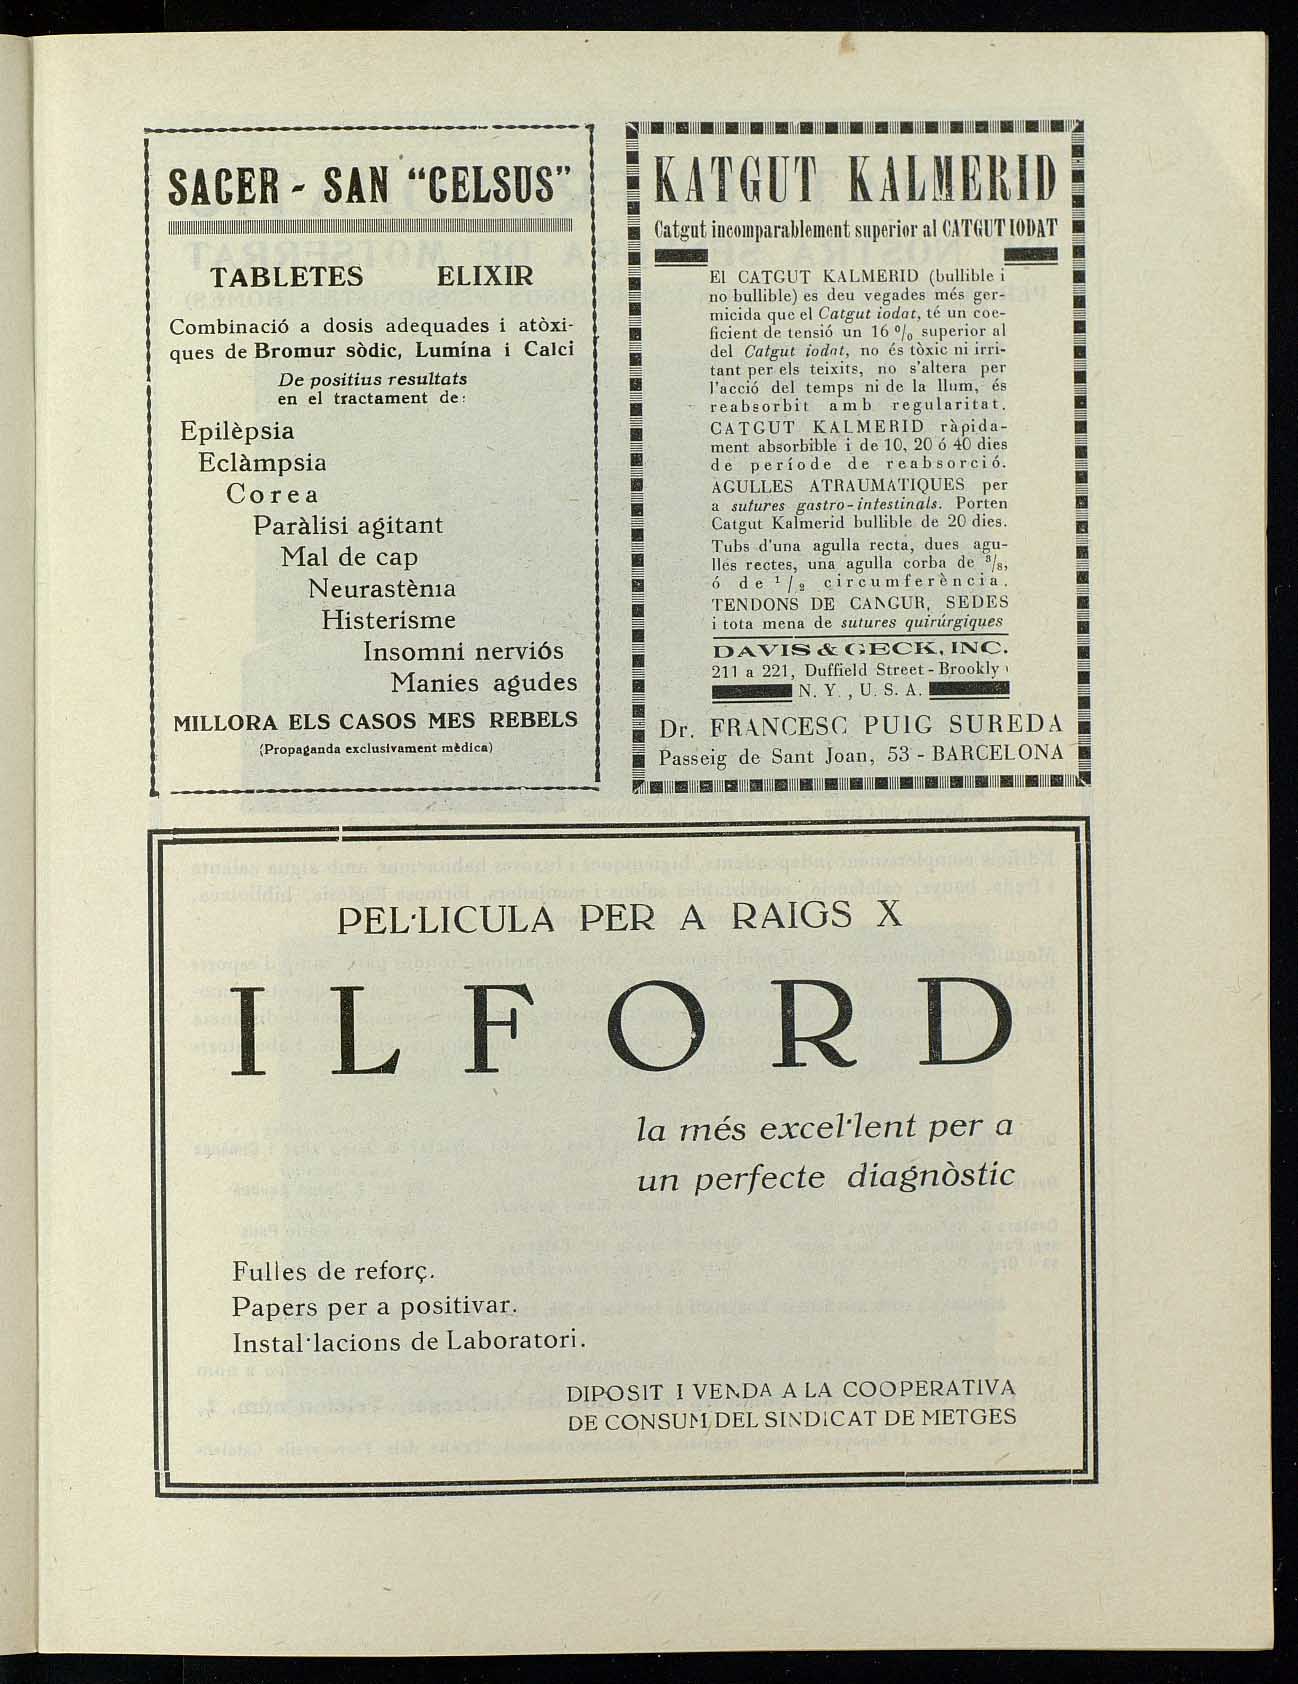 SACER - SAN "CELSUS"
TABLETES ELIXIR
Combinació a dosis adequades i atòxi-
ques de Bromur sòdic, Lumína i Calci
De positius resultats
en el tractament de:
Epilèpsia
Eclàmpsia
Corea
Paràlisi agitant
Mal de cap
Neurastènia
Histerisme
Insomni nerviós
Manies agudes
MILLORA ELS CASOS MES REBELS
(Propaganda exclusivament mèdica)
KATGUT KALMERID
Catgut incomparablement superior al CATGUT IODAT
El CATGUT KALMERID (bullible i
no bullible) es deu vegades més ger-
micida que el Catgut iodat, té un coe-
ficient de tensió un 16 % superior al
del Catgut iodat, no és tòxic ni irri-
tant per els teixits, no s'altera per
l'acció del temps ni de la llum, és
reabsorbit amb regularitat.
CATGUT KALMERID ràpida-
ment absorbible i de 10, 20 ó 40 dies
de període de reabsorció.
AGULLES ATRAUMATIQUES per
a sutures gastro-intestinals. Porten
Catgut Kalmerid bullible de 20 dies.
Tubs d'una agulla recta, dues agu-
lles rectes, una agulla corba de 3/8,
ó de 1/2 circumferència.
TENDONS DE CANGUR, SEDES
i tota mena de sutures quirúrgiques
DAVIS & GECK, INC.
211 a 221, Duffield Street - Brookly
N. Y., U. S. A.
Dr. FRANCESC PUIG SUREDA
Passeig de Sant Joan, 53 - BARCELONA
PEL·LICULA PER A RAIGS X
ILFORD
la més excel·lent per a
un perfecte diagnòstic
Fulles de reforç.
Papers per a positivar.
Instal·lacions de Laboratori.
DIPOSIT I VENDA A LA COOPERATIVA
DE CONSUM DEL SINDICAT DE METGES